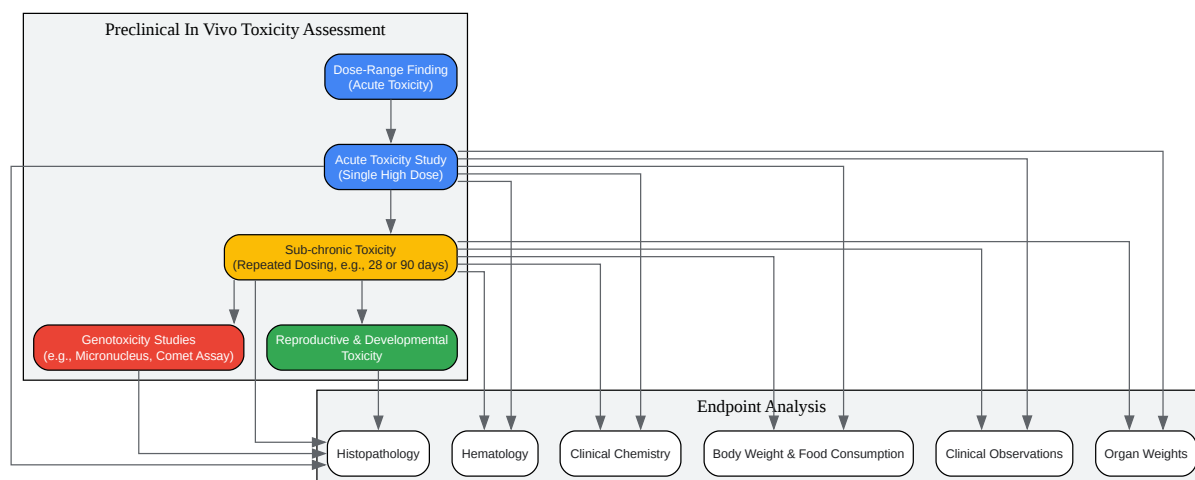 Preclinical In Vivo Toxicity Assessment
Dose-Range Finding
(Acute Toxicity)
Acute Toxicity Study
(Single High Dose)
Sub-chronic Toxicity
(Repeated Dosing, e.g., 28 or 90 days)
Genotoxicity Studies
(e.g., Micronucleus, Comet Assay)
Reproductive & Developmental
Toxicity
Endpoint Analysis
Histopathology
Hematology
Clinical Chemistry
Body Weight & Food Consumption
Clinical Observations
Organ Weights